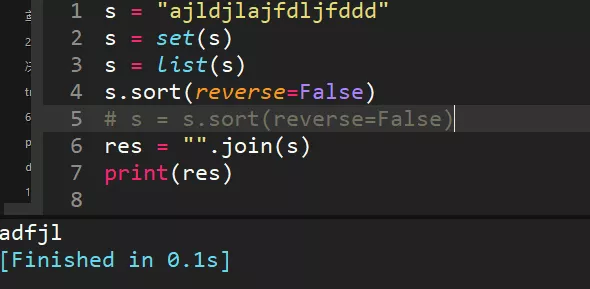 1 s = "ajldjlajfdljfddd"
2 s = set(s)
3 s = list(s)
4 s.sort(reverse=False)
5 # s = s.sort(reverse=False)
6 res = "".join(s)
7 print(res)
8
adfjl
[Finished in 0.1s]